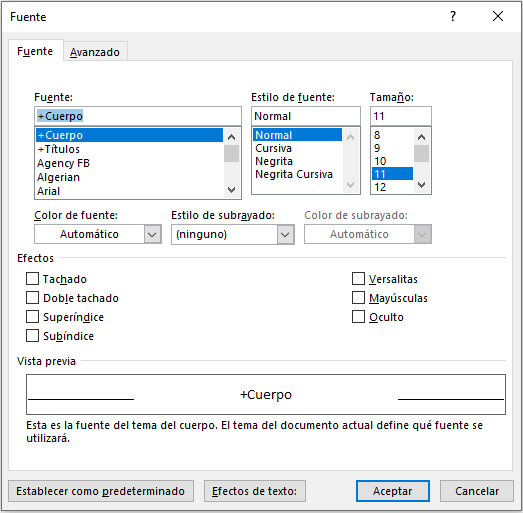 Fuente
?
Fuente
Avanzado
Fuente:
Estilo de fuente:
Tamaño:
+Cuerpo
Normal
11
+Cuerpo
+Títulos
Agency FB
Algerian
Arial
Normal
Cursiva
Negrita
Negrita Cursiva
8
9
10
11
12
Color de fuente:
Estilo de subrayado:
Color de subrayado:
Automático
(ninguno)
Automático
Efectos
Tachado
Doble tachado
Superíndice
Subíndice
Versalitas
Mayúsculas
Oculto
Vista previa
+Cuerpo
Esta es la fuente del tema del cuerpo. El tema del documento actual define qué fuente se
utilizará.
Establecer como predeterminado
Efectos de texto:
Aceptar
Cancelar